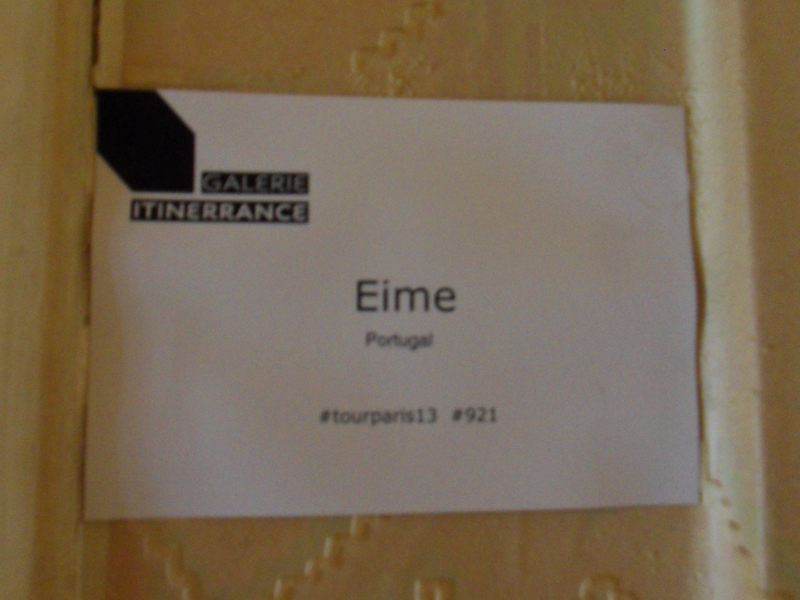 GALERIE
ITINERRANCE
Eime
Portugal
#tourparis13 #921